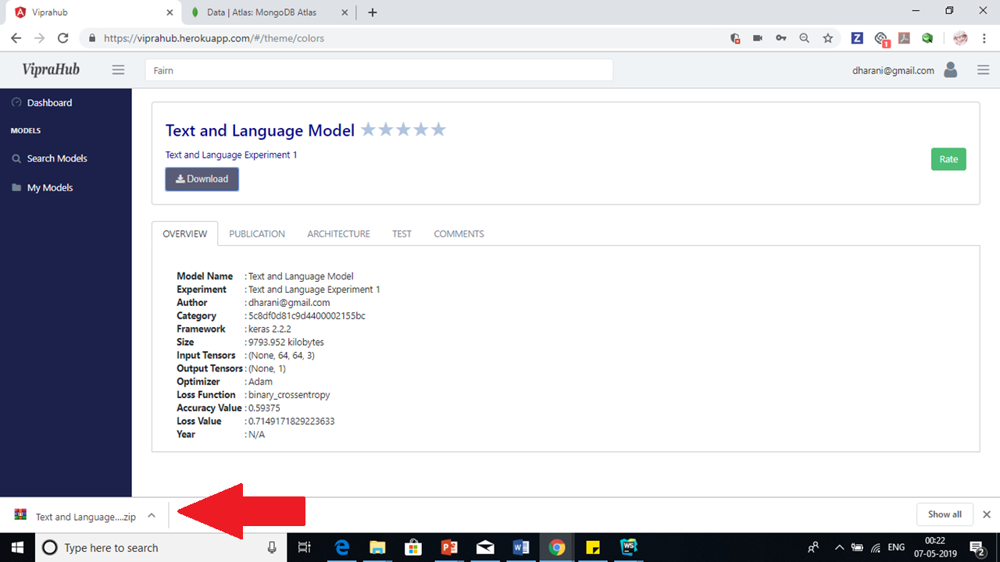 Viprahub
Data | Atlas: MongoDB Atlas
https://viprahub.herokuapp.com/#/theme/colors
Z
1
VipraHub
Fairn
dharani@gmail.com
Dashboard
MODELS
Search Models
My Models
Text and Language Model
Text and Language Experiment 1
Download
Rate
OVERVIEW PUBLICATION ARCHITECTURE TEST COMMENTS
Model Name : Text and Language Model
Experiment : Text and Language Experiment 1
Author : dharani@gmail.com
Category : 5c8df0d81c9d4400002155bc
Framework : keras 2.2.2
Size : 9793.952 kilobytes
Input Tensors : (None, 64, 64, 3)
Output Tensors : (None, 1)
Optimizer : Adam
Loss Function : binary_crossentropy
Accuracy Value : 0.59375
Loss Value : 0.7149171829223633
Year : N/A
Text and Language....zip
Show all
Type here to search
ENG
00:22
07-05-2019
2